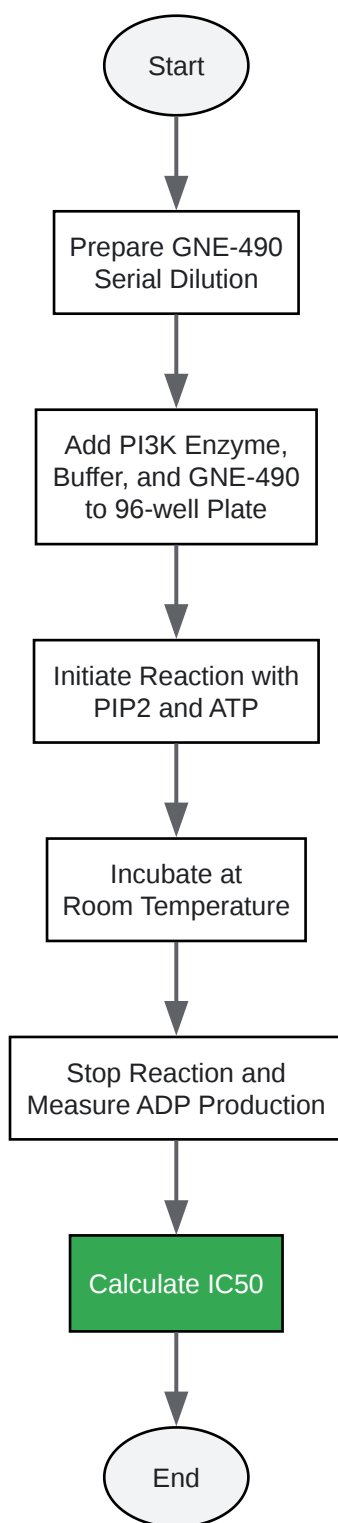 Start
Prepare GNE-490
Serial Dilution
Add PI3K Enzyme,
Buffer, and GNE-490
to 96-well Plate
Initiate Reaction with
PIP2 and ATP
Incubate at
Room Temperature
Stop Reaction and
Measure ADP Production
Calculate IC50
End